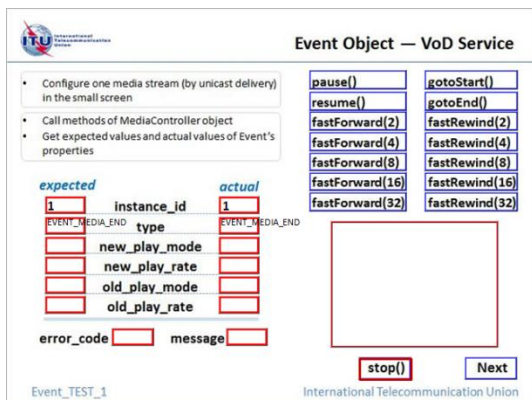 ITU International
Telecommunication
Union
Event Object — VoD Service
• Configure one media stream (by unicast delivery)
in the small screen
• Call methods of MediaController object
• Get expected values and actual values of Event's
properties
pause() gotoStart()
resume() gotoEnd()
fastForward(2) fastRewind(2)
fastForward(4) fastRewind(4)
fastForward(8) fastRewind(8)
fastForward(16) fastRewind(16)
fastForward(32) fastRewind(32)
expected actual
1 instance_id 1
EVENT_MEDIA_END type EVENT_MEDIA_END
new_play_mode
new_play_rate
old_play_mode
old_play_rate
error_code message
stop() Next
Event_TEST_1 International Telecommunication Union